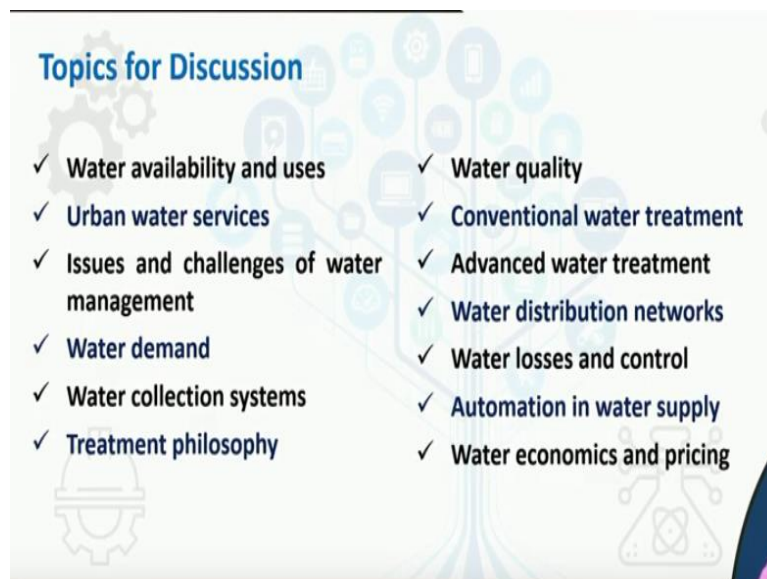 Topics for Discussion
✓ Water availability and uses
✓ Urban water services
✓ Issues and challenges of water
management
✓ Water demand
✓ Water collection systems
✓ Treatment philosophy
✓ Water quality
✓ Conventional water treatment
✓ Advanced water treatment
✓ Water distribution networks
✓ Water losses and control
✓ Automation in water supply
✓ Water economics and pricing